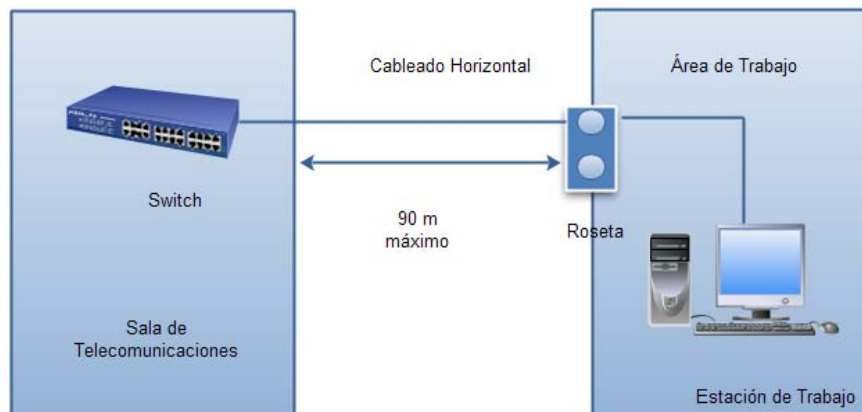 Cableado Horizontal
Área de Trabajo
Switch
90 m
máximo
Roseta
Sala de
Telecomunicaciones
Estación de Trabajo